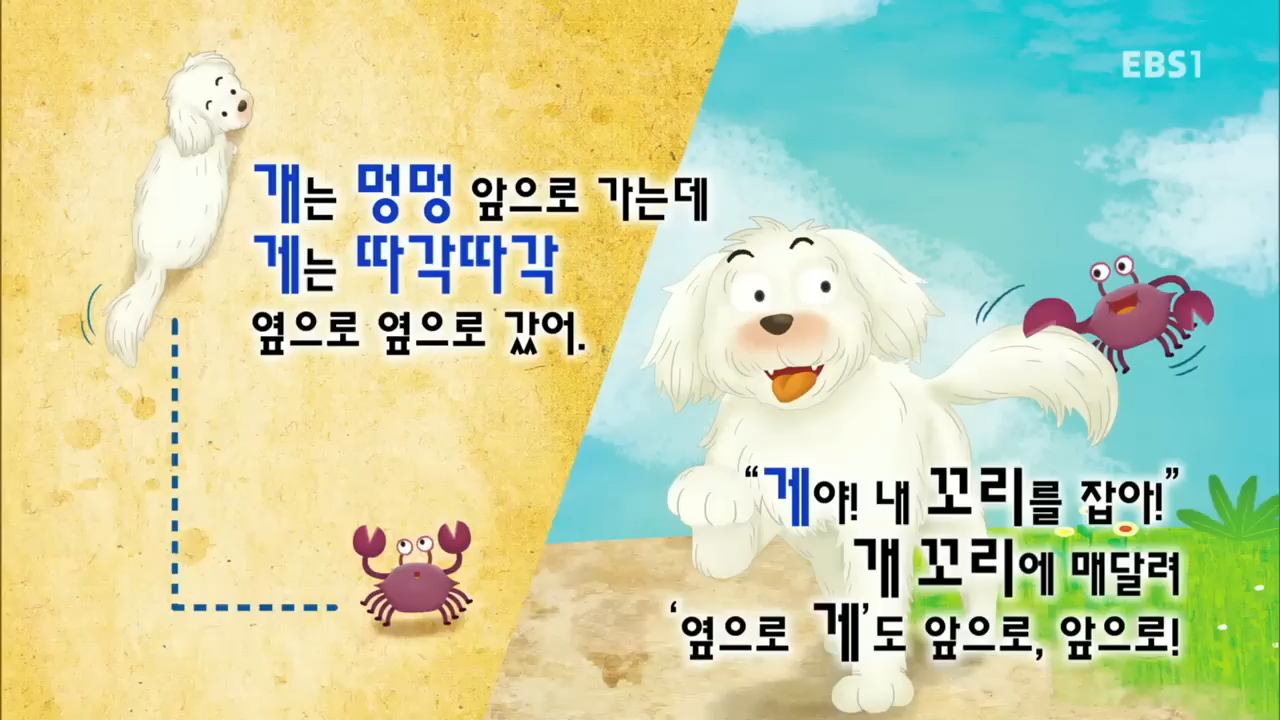 EBS1
개는 멍멍 앞으로 가는데
게는 따각따각
옆으로 옆으로 갔어.
“게야! 내 꼬리를 잡아!”
개 꼬리에 매달려
‘옆으로 게’도 앞으로, 앞으로!